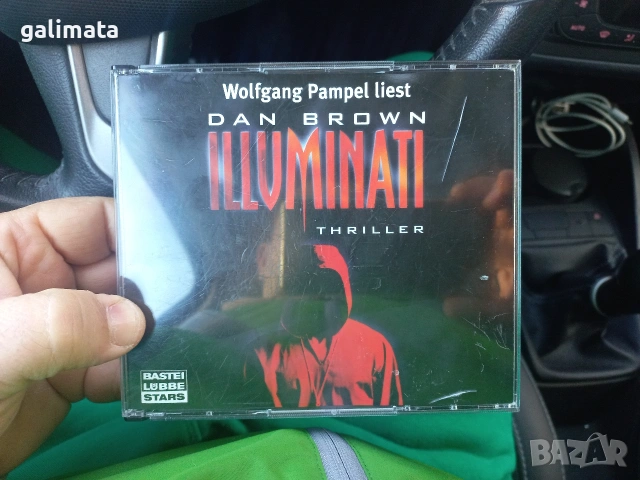 galimata
Wolfgang Pampel liest
DAN BROWN
ILLUMINATI
THRILLER
BASTEI
LÜBBE
STARS
BAZAR